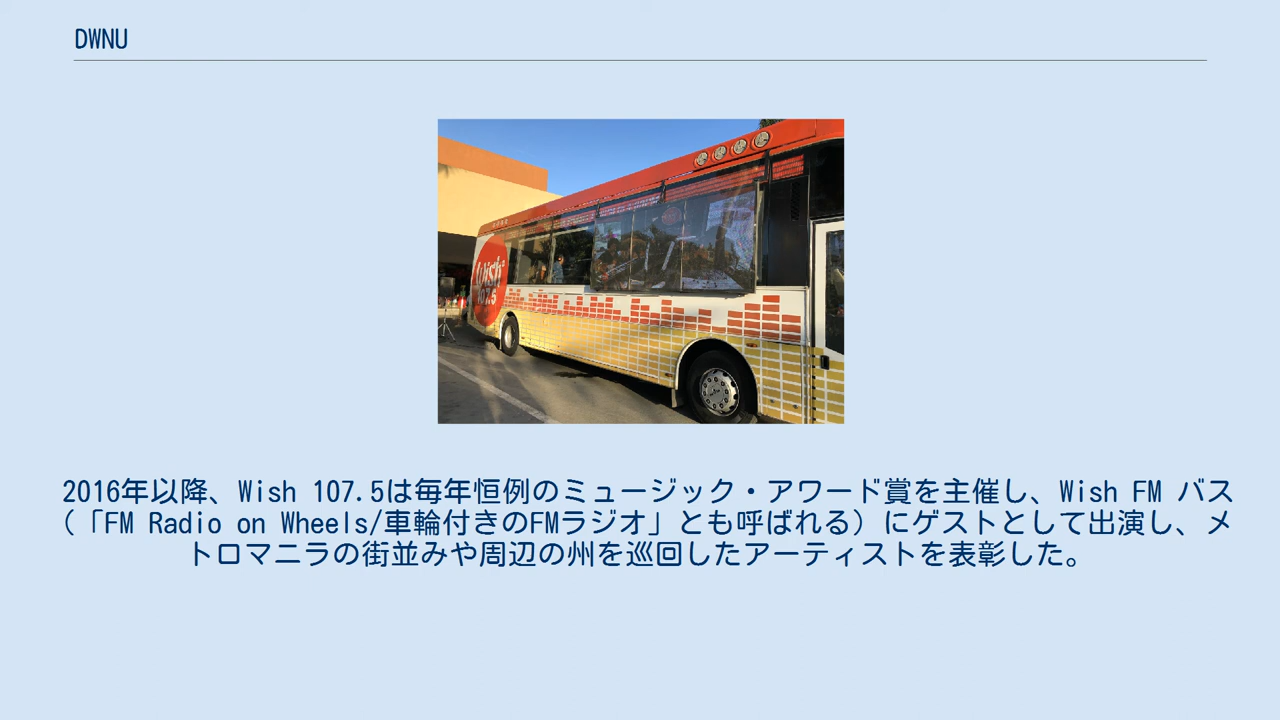 DWNU
Wish
107.5
2016年以降、Wish 107.5は毎年恒例のミュージック・アワード賞を主催し、Wish FM バス
（「FM Radio on Wheels/車輪付きのFMラジオ」とも呼ばれる）にゲストとして出演し、メ
トロマニラの街並みや周辺の州を巡回したアーティストを表彰した。